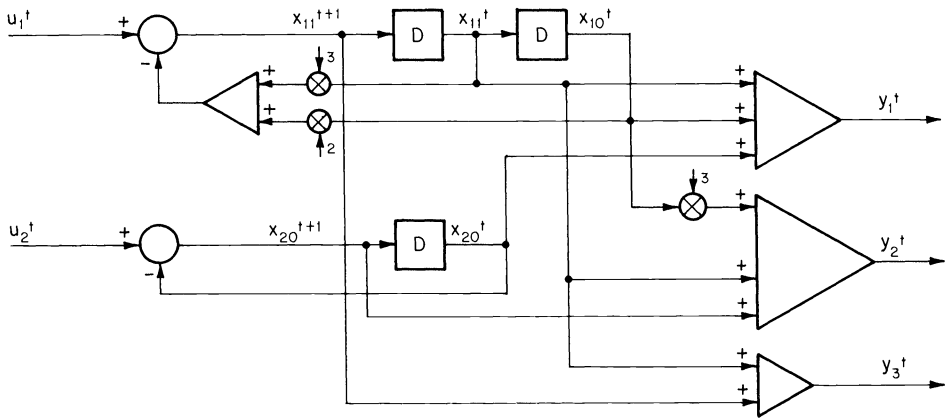 u₁ᵗ + x₁₁ᵗ⁺¹ D x₁₁ᵗ D x₁₀ᵗ
-
3
+ +
+ + y₁ᵗ
2
+
3
+
u₂ᵗ + x₂₀ᵗ⁺¹ D x₂₀ᵗ
- y₂ᵗ
+
+
+ y₃ᵗ
+